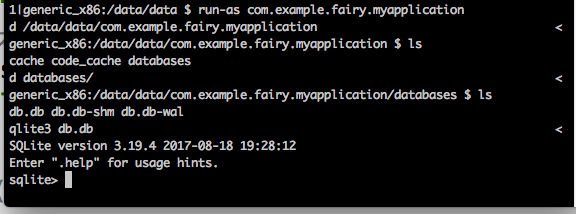 1|generic_x86:/data/data $ run-as com.example.fairy.myapplication
d /data/data/com.example.fairy.myapplication <
generic_x86:/data/data/com.example.fairy.myapplication $ ls
cache code_cache databases
d databases/ <
generic_x86:/data/data/com.example.fairy.myapplication/databases $ ls
db.db db.db-shm db.db-wal
qlite3 db.db <
SQLite version 3.19.4 2017-08-18 19:28:12
Enter ".help" for usage hints.
sqlite>